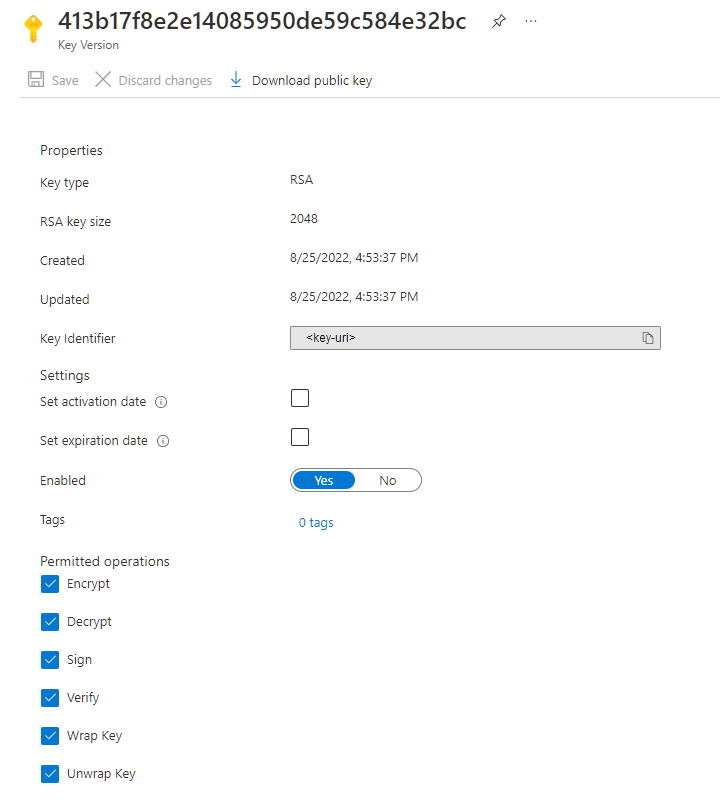 413b17f8e2e14085950de59c584e32bc
Key Version
Save Discard changes Download public key
Properties
Key type RSA
RSA key size 2048
Created 8/25/2022, 4:53:37 PM
Updated 8/25/2022, 4:53:37 PM
Key Identifier <key-uri>
Settings
Set activation date
Set expiration date
Enabled Yes No
Tags 0 tags
Permitted operations
Encrypt
Decrypt
Sign
Verify
Wrap Key
Unwrap Key